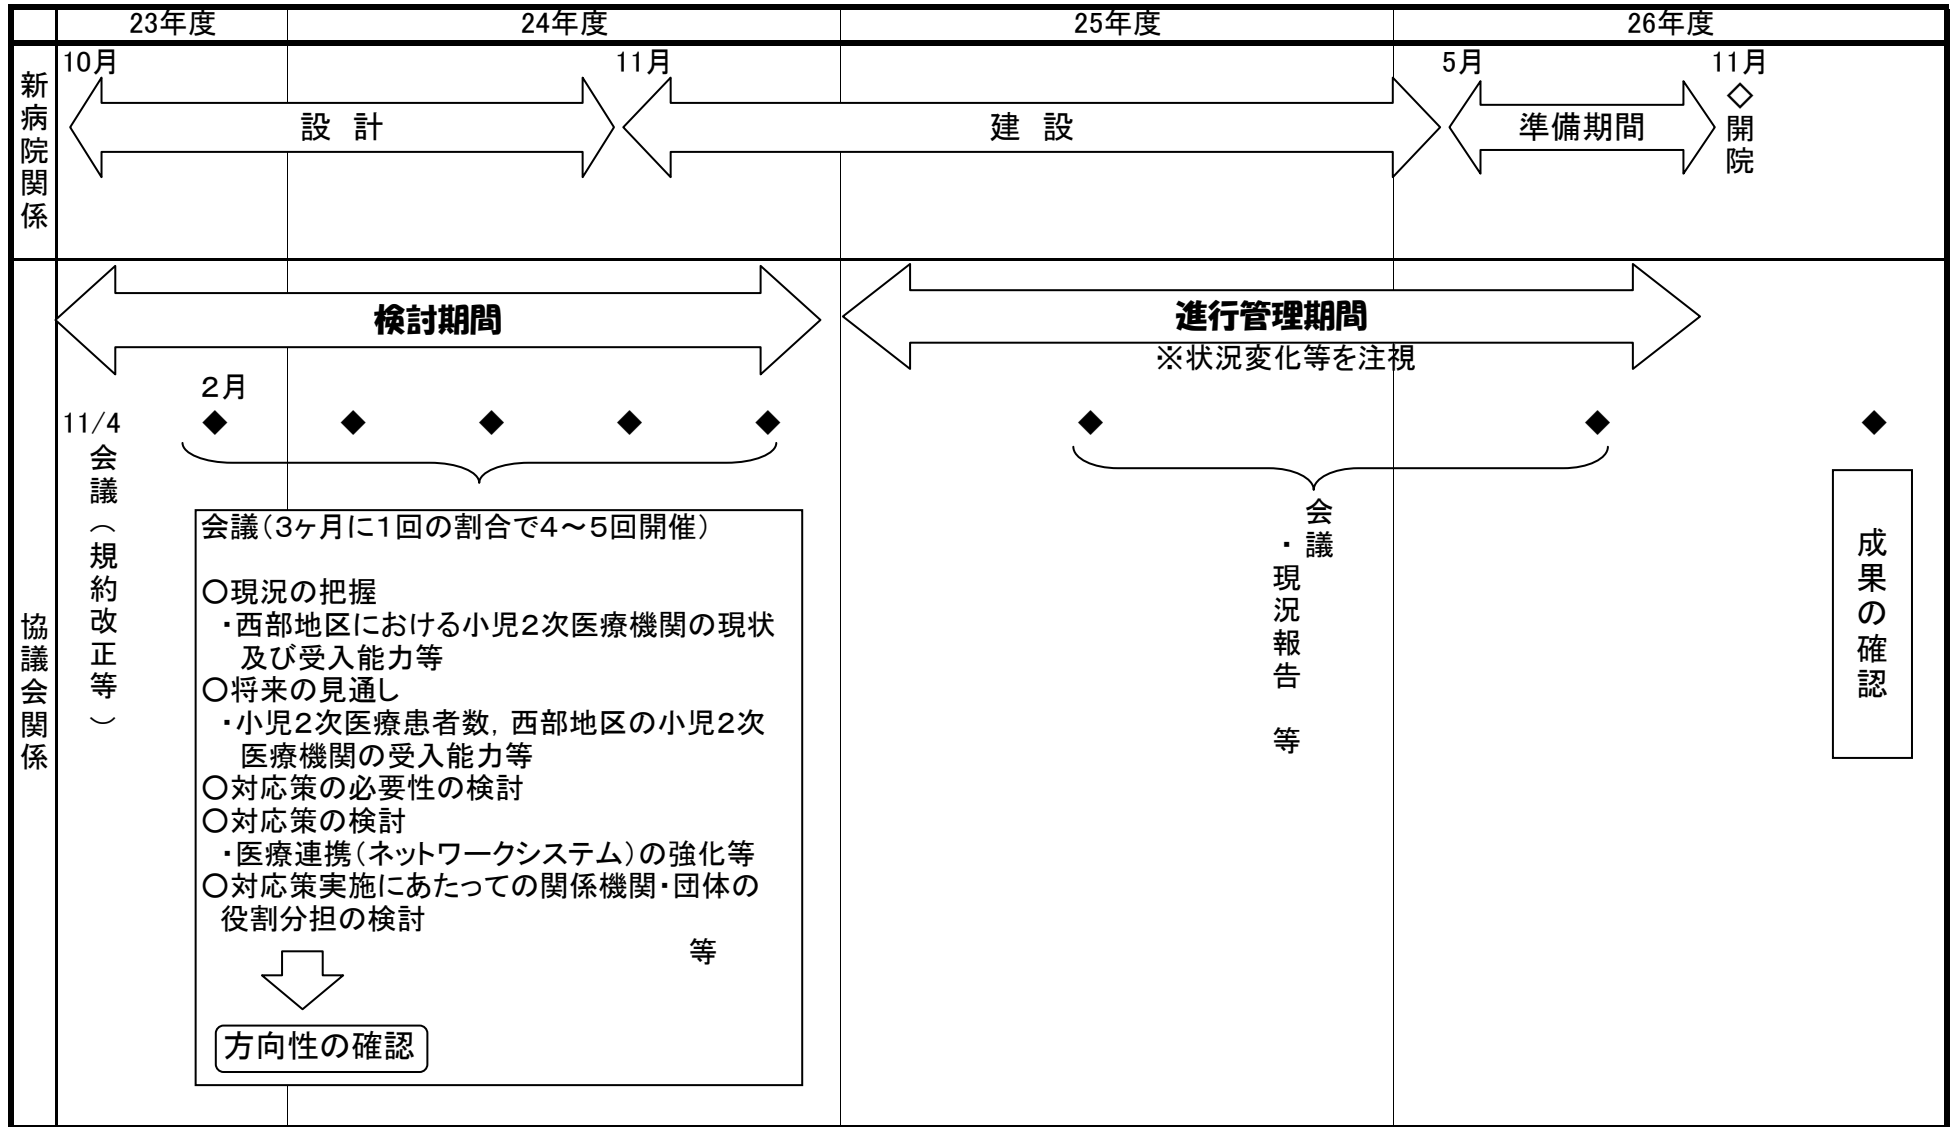 23年度
24年度
25年度
26年度
新病院関係
10月
11月
5月
11月
設 計
建 設
準備期間
◇開院
協議会関係
検討期間
進行管理期間
※状況変化等を注視
2月
11/4
◆ ◆ ◆ ◆ ◆ ◆ ◆ ◆
会議（規約改正等）
会議（3ヶ月に1回の割合で4～5回開催）
○現況の把握
・西部地区における小児2次医療機関の現状
及び受入能力等
○将来の見通し
・小児2次医療患者数，西部地区の小児2次
医療機関の受入能力等
○対応策の必要性の検討
○対応策の検討
・医療連携（ネットワークシステム）の強化等
○対応策実施にあたっての関係機関・団体の
役割分担の検討
等
方向性の確認
会議
・現況報告 等
成果の確認